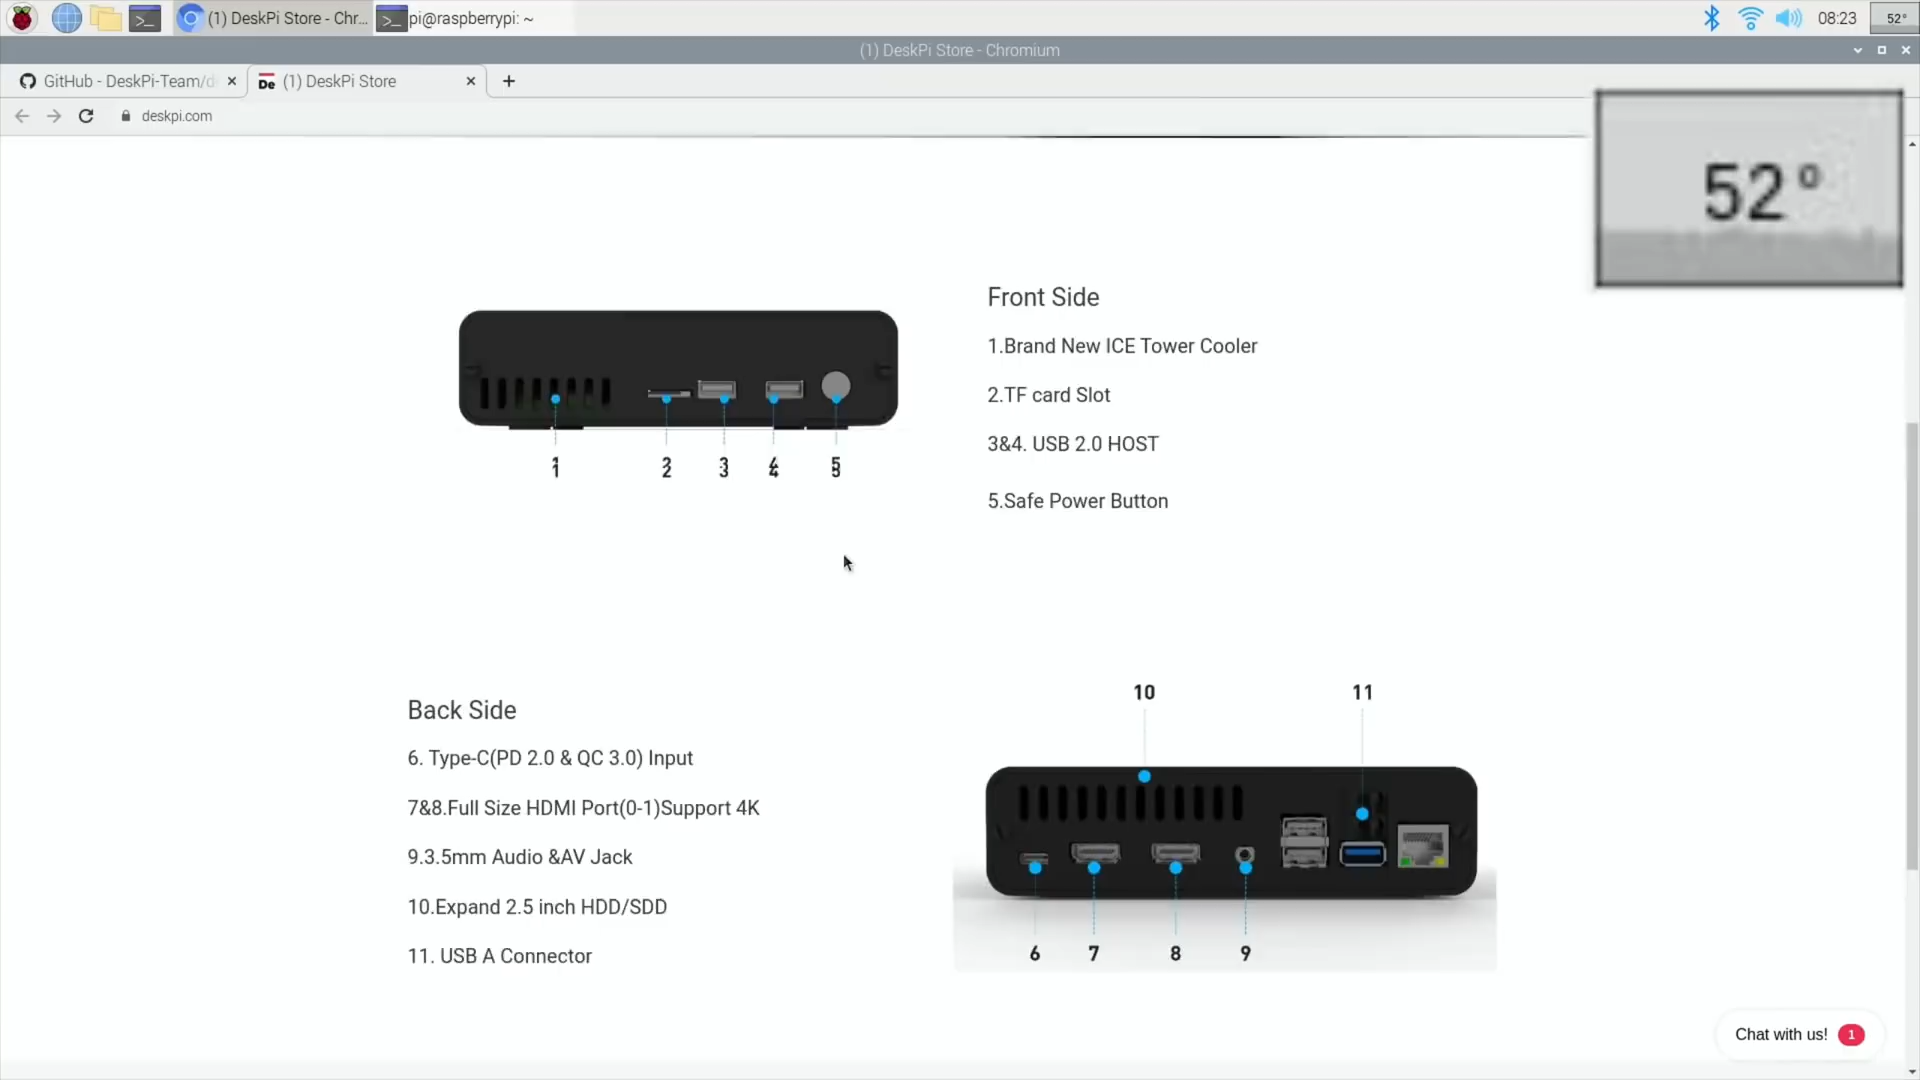 (1) DeskPi Store - Chr...
pi@raspberrypi: ~
08:23
52°
(1) DeskPi Store - Chromium
GitHub - DeskPi-Team/d
De (1) DeskPi Store
deskpi.com
52°
Front Side
1.Brand New ICE Tower Cooler
2.TF card Slot
3&4. USB 2.0 HOST
5.Safe Power Button
1 2 3 4 5
Back Side
6. Type-C(PD 2.0 & QC 3.0) Input
7&8.Full Size HDMI Port(0-1)Support 4K
9.3.5mm Audio &AV Jack
10.Expand 2.5 inch HDD/SDD
11. USB A Connector
10 11
6 7 8 9
Chat with us! 1